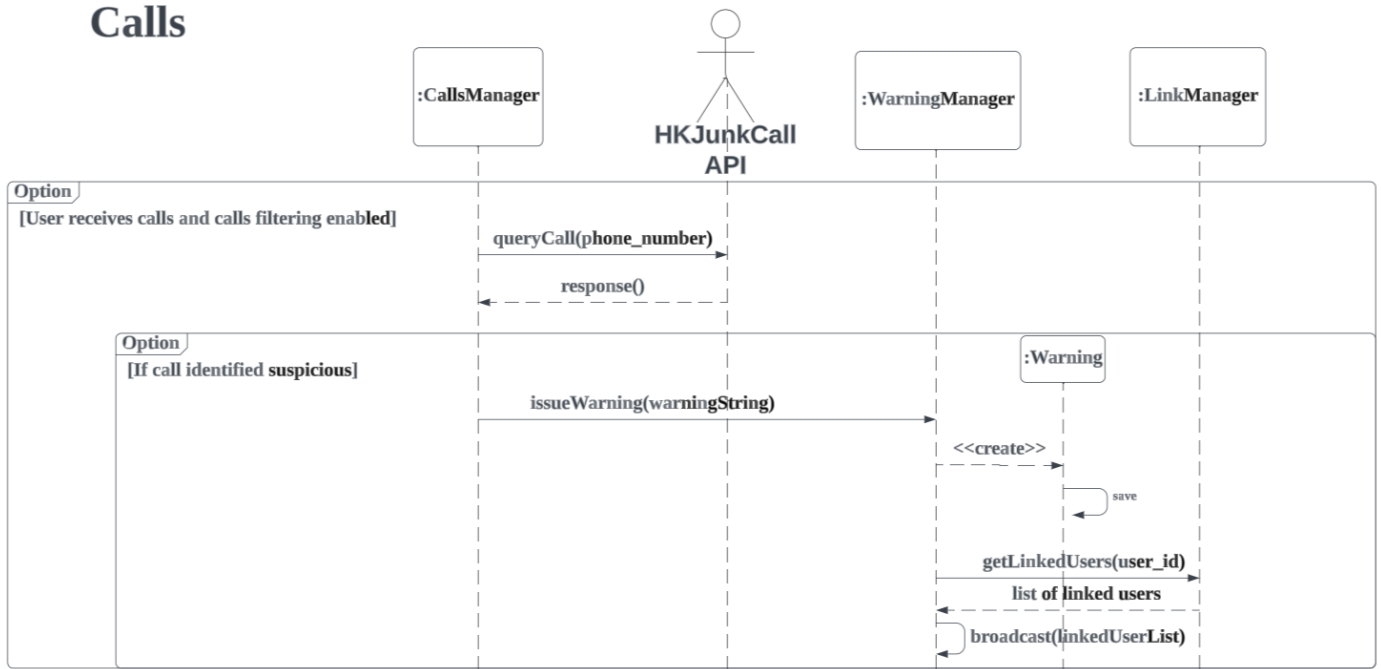 Calls
:CallsManager
HKJunkCall
API
:WarningManager
:LinkManager
Option
[User receives calls and calls filtering enabled]
queryCall(phone_number)
response()
Option
[If call identified suspicious]
:Warning
issueWarning(warningString)
<<create>>
save
getLinkedUsers(user_id)
list of linked users
broadcast(linkedUserList)